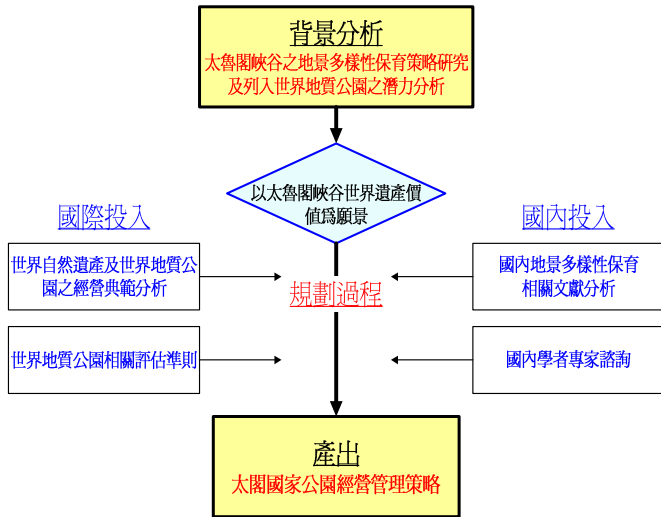 背景分析
太魯閣峽谷之地景多樣性保育策略研究
及列入世界地質公園之潛力分析
以太魯閣峽谷世界遺產價
值為願景
國際投入
國內投入
世界自然遺產及世界地質公
園之經營典範分析
國內地景多樣性保育
相關文獻分析
規劃過程
世界地質公園相關評估準則
國內學者專家諮詢
產出
太閣國家公園經營管理策略